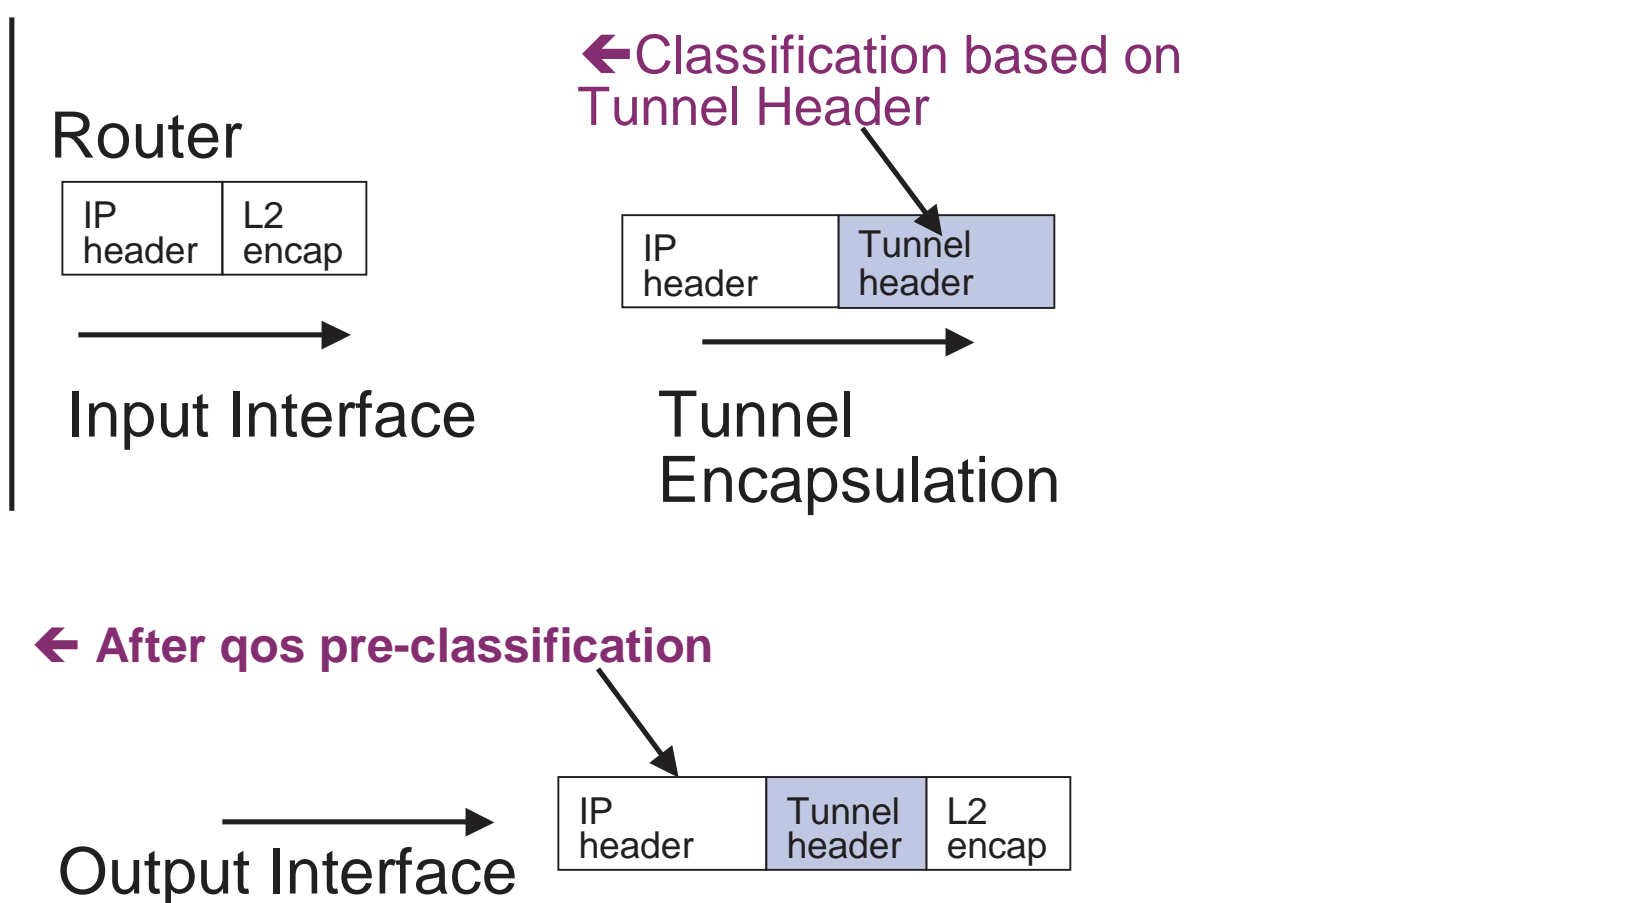 ←Classification based on
Tunnel Header
Router
IP
header
L2
encap
IP
header
Tunnel
header
Input Interface
Tunnel
Encapsulation
← After qos pre-classification
IP
header
Tunnel
header
L2
encap
Output Interface